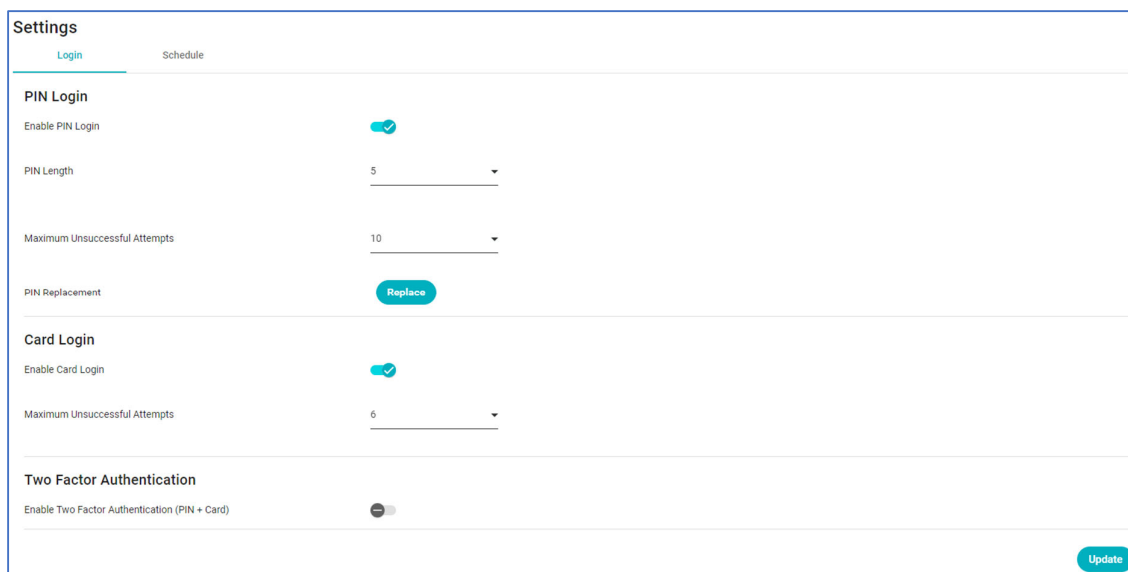 Settings
Login Schedule
PIN Login
Enable PIN Login
PIN Length 5
Maximum Unsuccessful Attempts 10
PIN Replacement Replace
Card Login
Enable Card Login
Maximum Unsuccessful Attempts 6
Two Factor Authentication
Enable Two Factor Authentication (PIN + Card)
Update